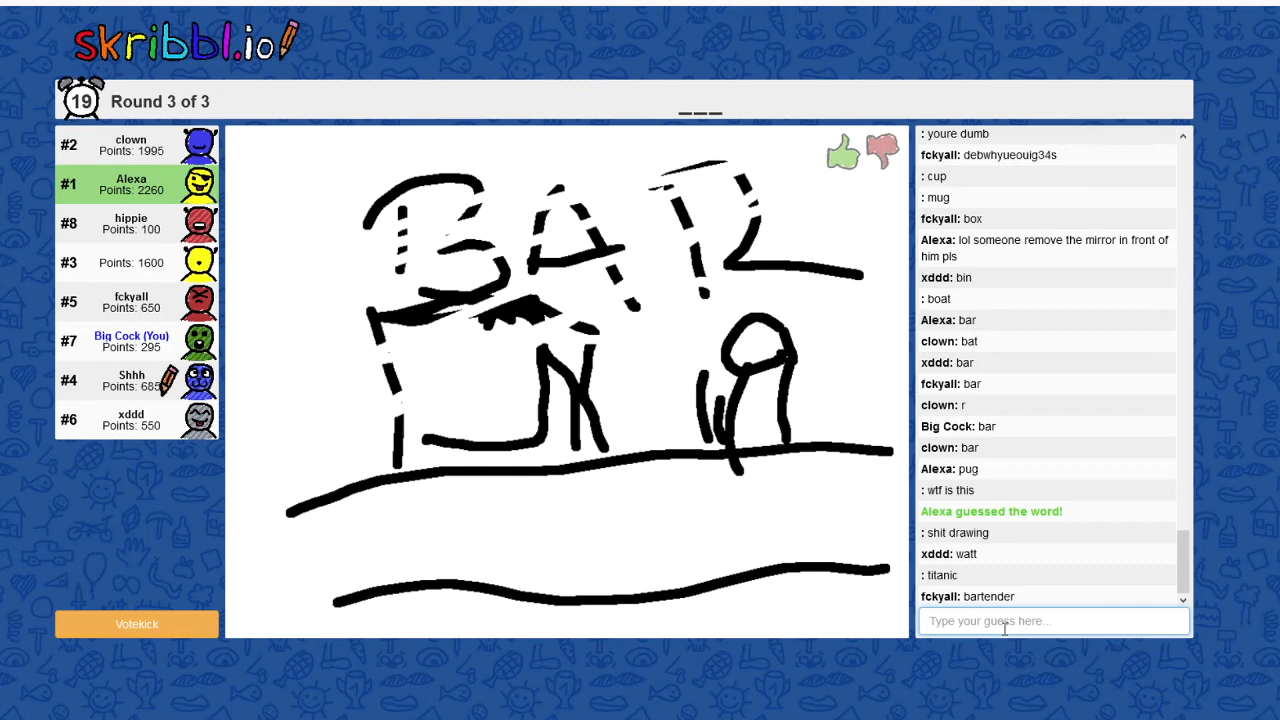 skribbl.io
19
Round 3 of 3
___
#2 clown
Points: 1995
#1 Alexa
Points: 2260
#8 hippie
Points: 100
#3 Points: 1600
#5 fckyall
Points: 650
#7 Big Cock (You)
Points: 295
#4 Shhh
Points: 685
#6 xddd
Points: 550
Votekick
BAR
: youre dumb
fckyall: debwhyueouig34s
: cup
: mug
fckyall: box
Alexa: lol someone remove the mirror in front of
him pls
xddd: bin
: boat
Alexa: bar
clown: bat
xddd: bar
fckyall: bar
clown: r
Big Cock: bar
clown: bar
Alexa: pug
: wtf is this
Alexa guessed the word!
: shit drawing
xddd: watt
: titanic
fckyall: bartender
Type your guess here...